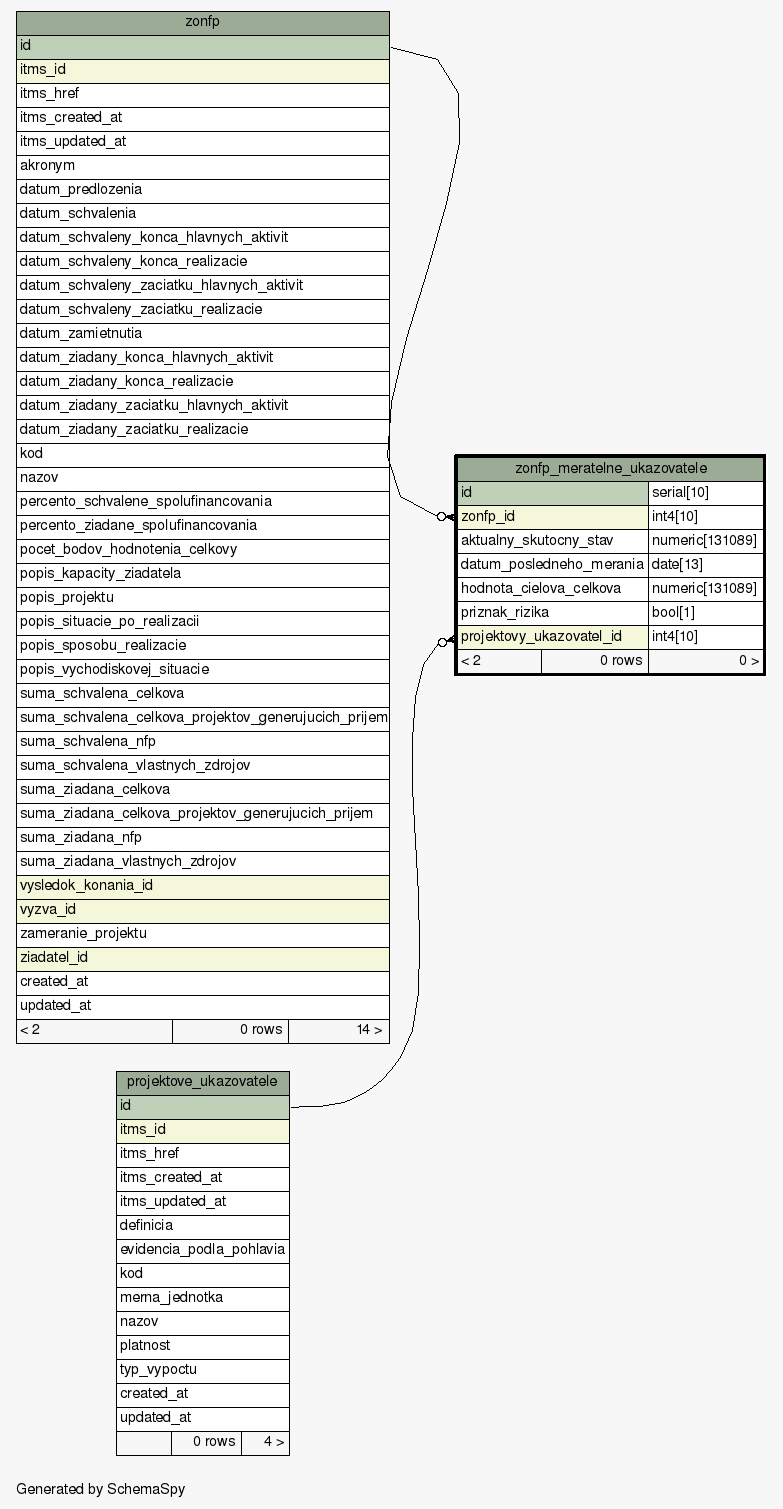 zonfp
id
itms_id
itms_href
itms_created_at
itms_updated_at
akronym
datum_predlozenia
datum_schvalenia
datum_schvaleny_konca_hlavnych_aktivit
datum_schvaleny_konca_realizacie
datum_schvaleny_zaciatku_hlavnych_aktivit
datum_schvaleny_zaciatku_realizacie
datum_zamietnutia
datum_ziadany_konca_hlavnych_aktivit
datum_ziadany_konca_realizacie
datum_ziadany_zaciatku_hlavnych_aktivit
datum_ziadany_zaciatku_realizacie
kod
nazov
percento_schvalene_spolufinancovania
percento_ziadane_spolufinancovania
pocet_bodov_hodnotenia_celkovy
popis_kapacity_ziadatela
popis_projektu
popis_situacie_po_realizacii
popis_sposobu_realizacie
popis_vychodiskovej_situacie
suma_schvalena_celkova
suma_schvalena_celkova_projektov_generujucich_prijem
suma_schvalena_nfp
suma_schvalena_vlastnych_zdrojov
suma_ziadana_celkova
suma_ziadana_celkova_projektov_generujucich_prijem
suma_ziadana_nfp
suma_ziadana_vlastnych_zdrojov
vysledok_konania_id
vyzva_id
zameranie_projektu
ziadatel_id
created_at
updated_at
< 2 0 rows 14 >
zonfp_meratelne_ukazovatele
id serial[10]
zonfp_id int4[10]
aktualny_skutocny_stav numeric[131089]
datum_posledneho_merania date[13]
hodnota_cielova_celkova numeric[131089]
priznak_rizika bool[1]
projektovy_ukazovatel_id int4[10]
< 2 0 rows 0 >
projektove_ukazovatele
id
itms_id
itms_href
itms_created_at
itms_updated_at
definicia
evidencia_podla_pohlavia
kod
merna_jednotka
nazov
platnost
typ_vypoctu
created_at
updated_at
0 rows 4 >
Generated by SchemaSpy